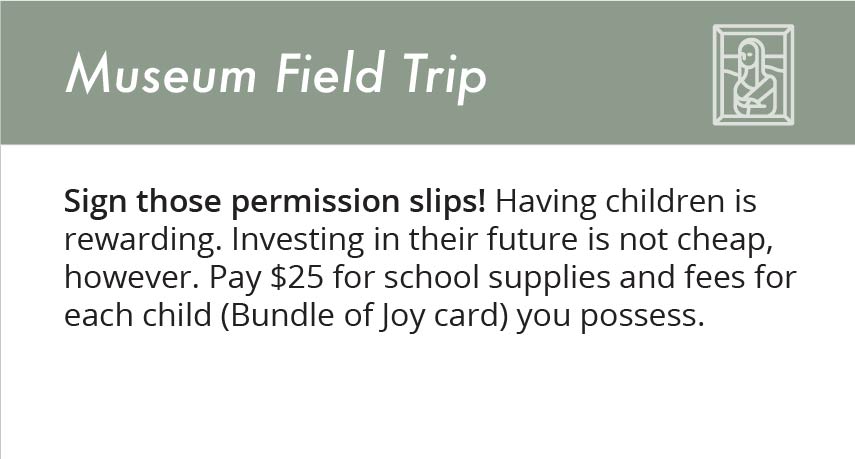 Museum Field Trip
Sign those permission slips! Having children is
rewarding. Investing in their future is not cheap,
however. Pay $25 for school supplies and fees for
each child (Bundle of Joy card) you possess.